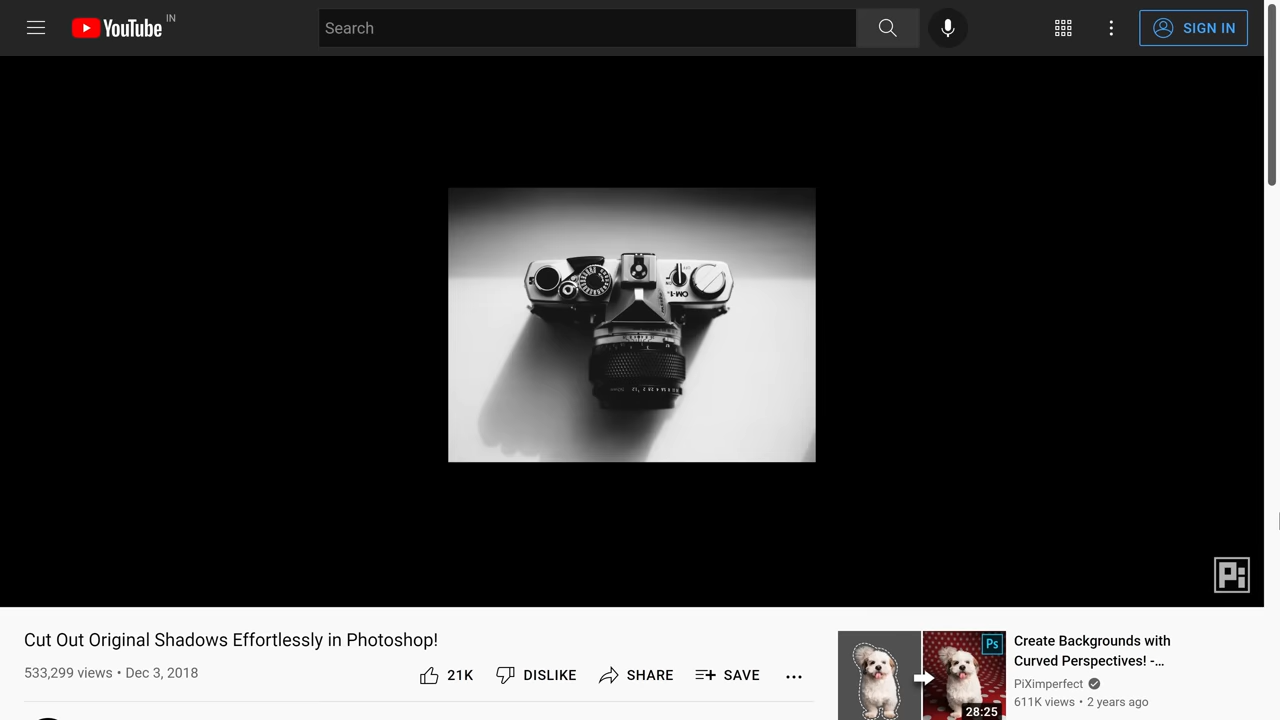 YouTube IN
Search
SIGN IN
OM-1
Pi
Cut Out Original Shadows Effortlessly in Photoshop!
533,299 views • Dec 3, 2018
21K
DISLIKE
SHARE
SAVE
Ps
28:25
Create Backgrounds with
Curved Perspectives! -...
PiXimperfect
611K views • 2 years ago